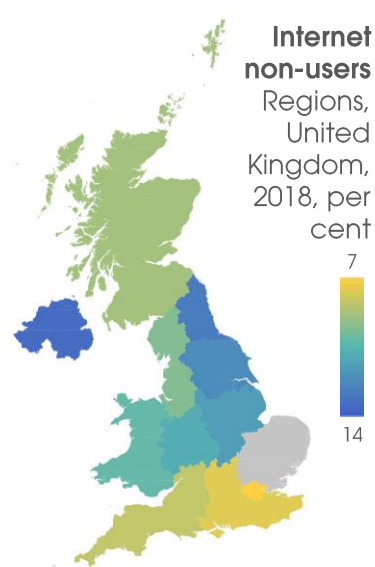 Internet
non-users
Regions,
United
Kingdom,
2018, per
cent
7
14